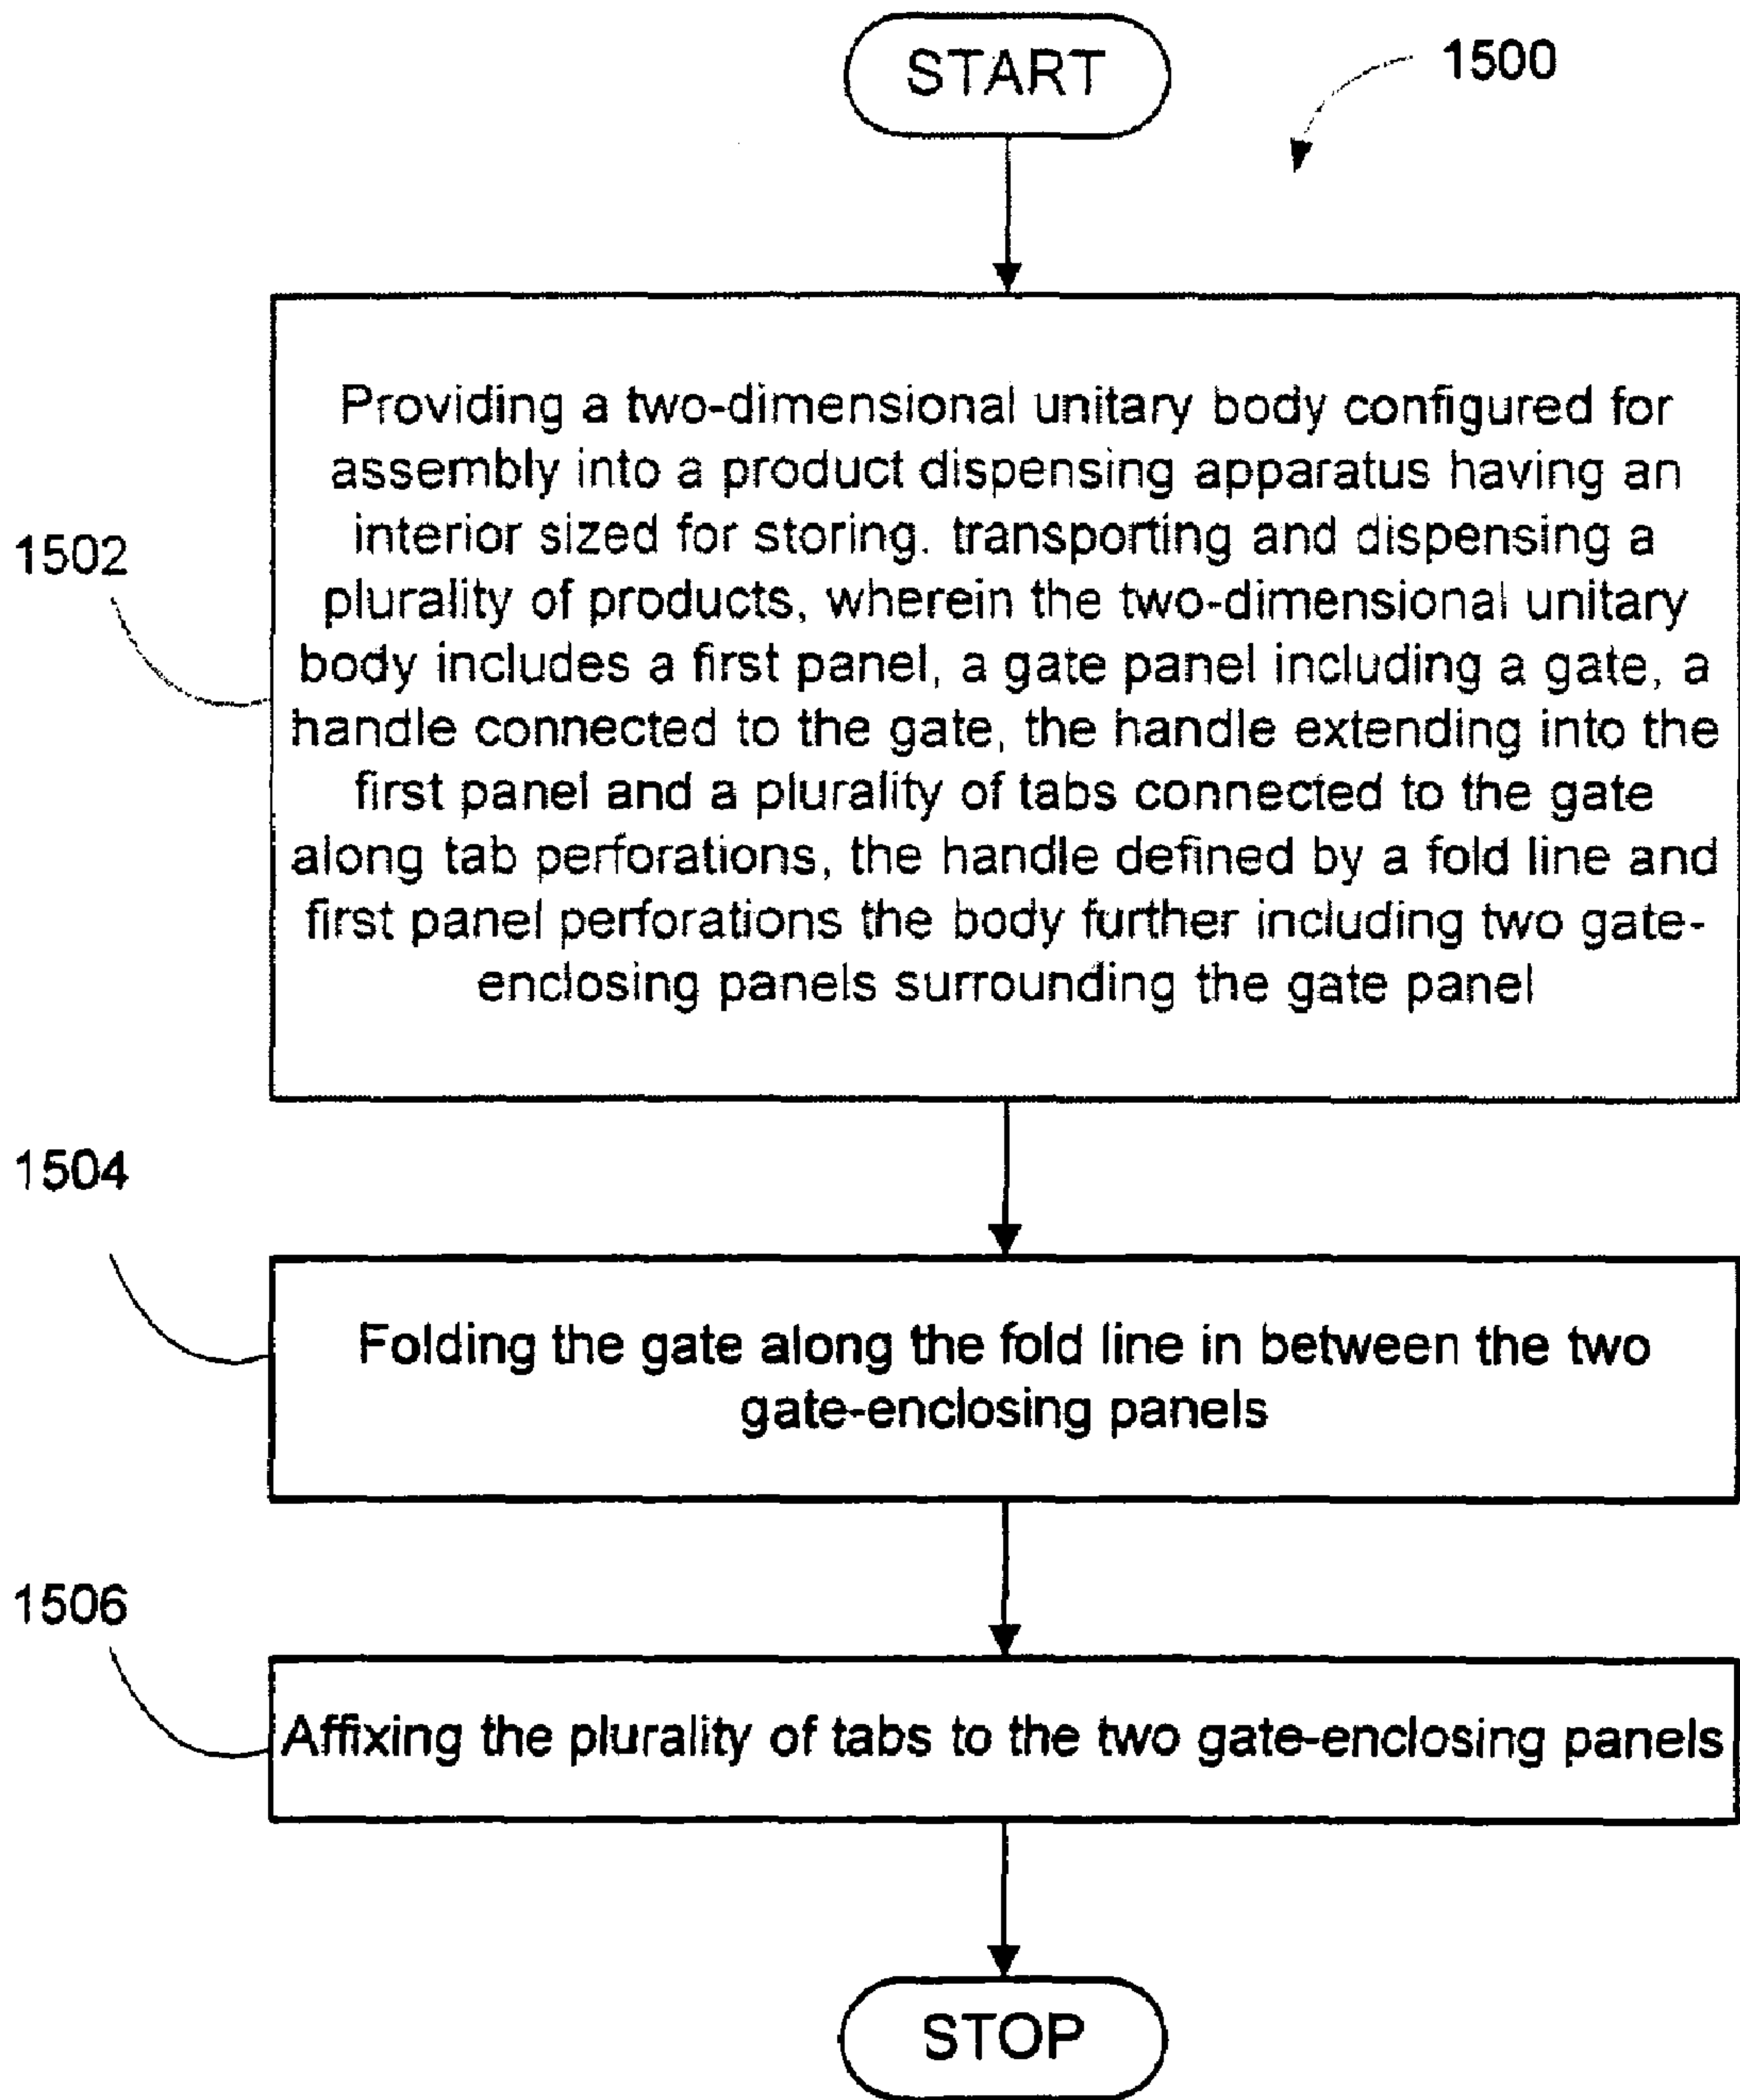 START
1500
1502
Providing a two-dimensional unitary body configured for
assembly into a product dispensing apparatus having an
interior sized for storing. transporting and dispensing a
plurality of products, wherein the two-dimensional unitary
body includes a first panel, a gate panel including a gate, a
handle connected to the gate, the handle extending into the
first panel and a plurality of tabs connected to the gate
along tab perforations, the handle defined by a fold line and
first panel perforations the body further including two gate-
enclosing panels surrounding the gate panel
1504
Folding the gate along the fold line in between the two
gate-enclosing panels
1506
Affixing the plurality of tabs to the two gate-enclosing panels
STOP